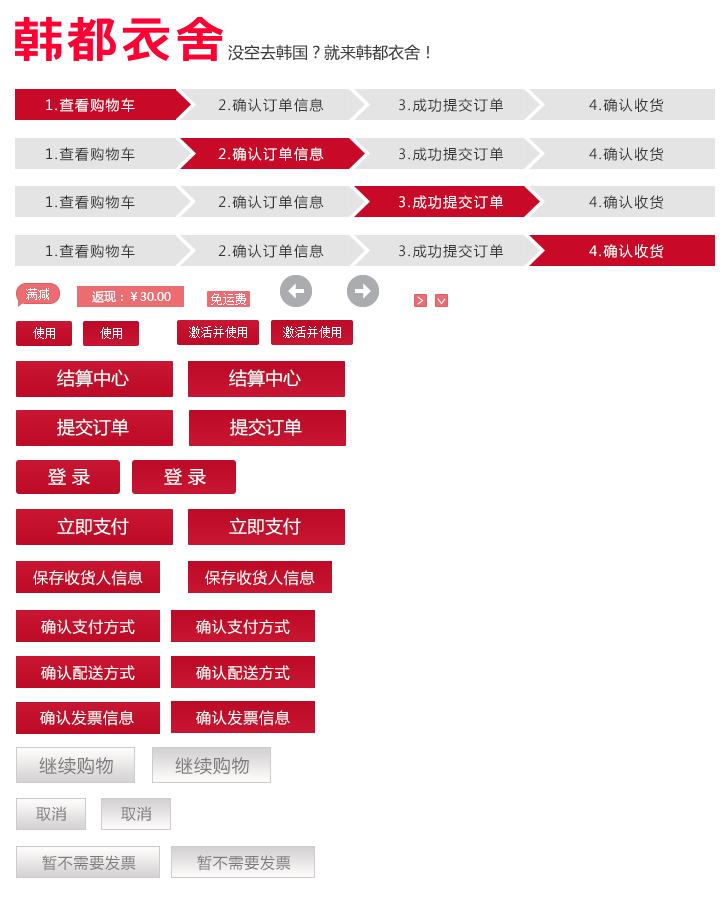 韩都衣舍 没空去韩国？就来韩都衣舍！
1.查看购物车 2.确认订单信息 3.成功提交订单 4.确认收货
1.查看购物车 2.确认订单信息 3.成功提交订单 4.确认收货
1.查看购物车 2.确认订单信息 3.成功提交订单 4.确认收货
1.查看购物车 2.确认订单信息 3.成功提交订单 4.确认收货
满减 返现：￥30.00 免运费
使用 使用 激活并使用 激活并使用
结算中心 结算中心
提交订单 提交订单
登 录 登 录
立即支付 立即支付
保存收货人信息 保存收货人信息
确认支付方式 确认支付方式
确认配送方式 确认配送方式
确认发票信息 确认发票信息
继续购物 继续购物
取消 取消
暂不需要发票 暂不需要发票